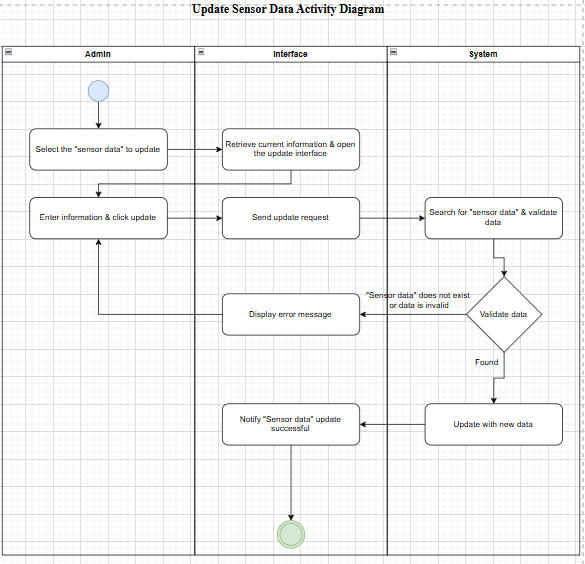 Update Sensor Data Activity Diagram
Admin
Interface
System
Select the "sensor data" to update
Retrieve current information & open
the update interface
Enter information & click update
Send update request
Search for "sensor data" & validate
data
"Sensor data" does not exist
or data is invalid
Display error message
Validate data
Found
Notify "Sensor data" update
successful
Update with new data